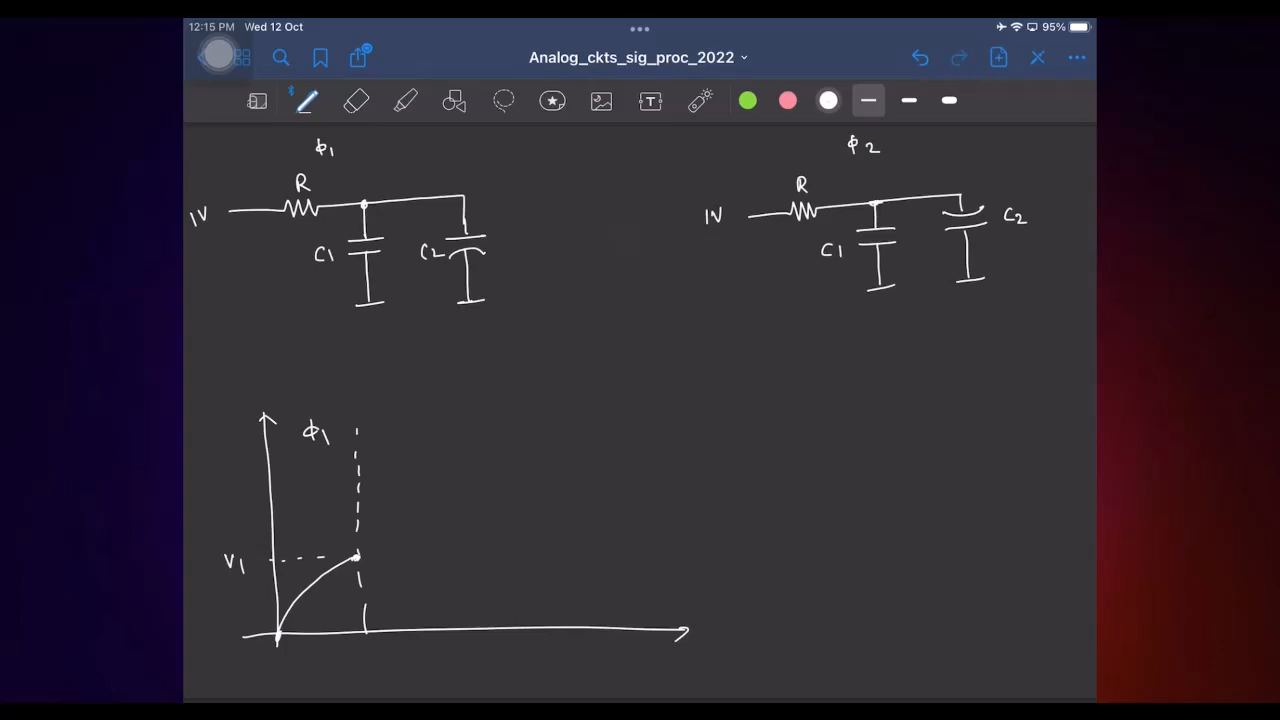 12:15 PM Wed 12 Oct
95%
Analog_ckts_sig_proc_2022
T
ϕ1
R
1V
C1
C2
ϕ2
R
1V
C1
C2
ϕ1
V1